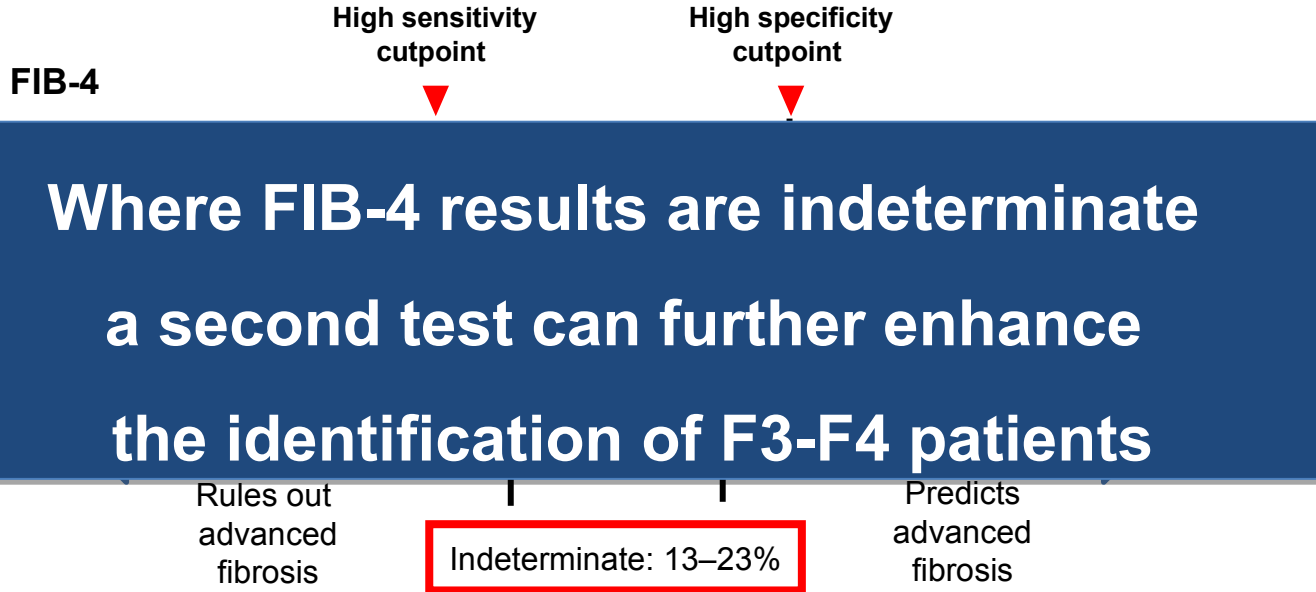 High sensitivity
cutpoint
High specificity
cutpoint
FIB-4
Where FIB-4 results are indeterminate
a second test can further enhance
the identification of F3-F4 patients
Rules out
advanced
fibrosis
Indeterminate: 13–23%
Predicts
advanced
fibrosis